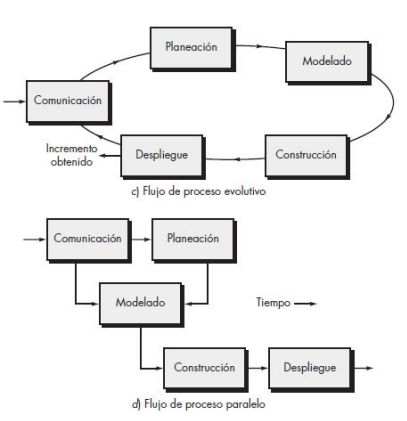 Planeación
Modelado
Comunicación
Incremento
obtenido
Despliegue
Construcción
c) Flujo de proceso evolutivo
Comunicación
Planeación
Modelado
Tiempo
Construcción
Despliegue
d) Flujo de proceso paralelo